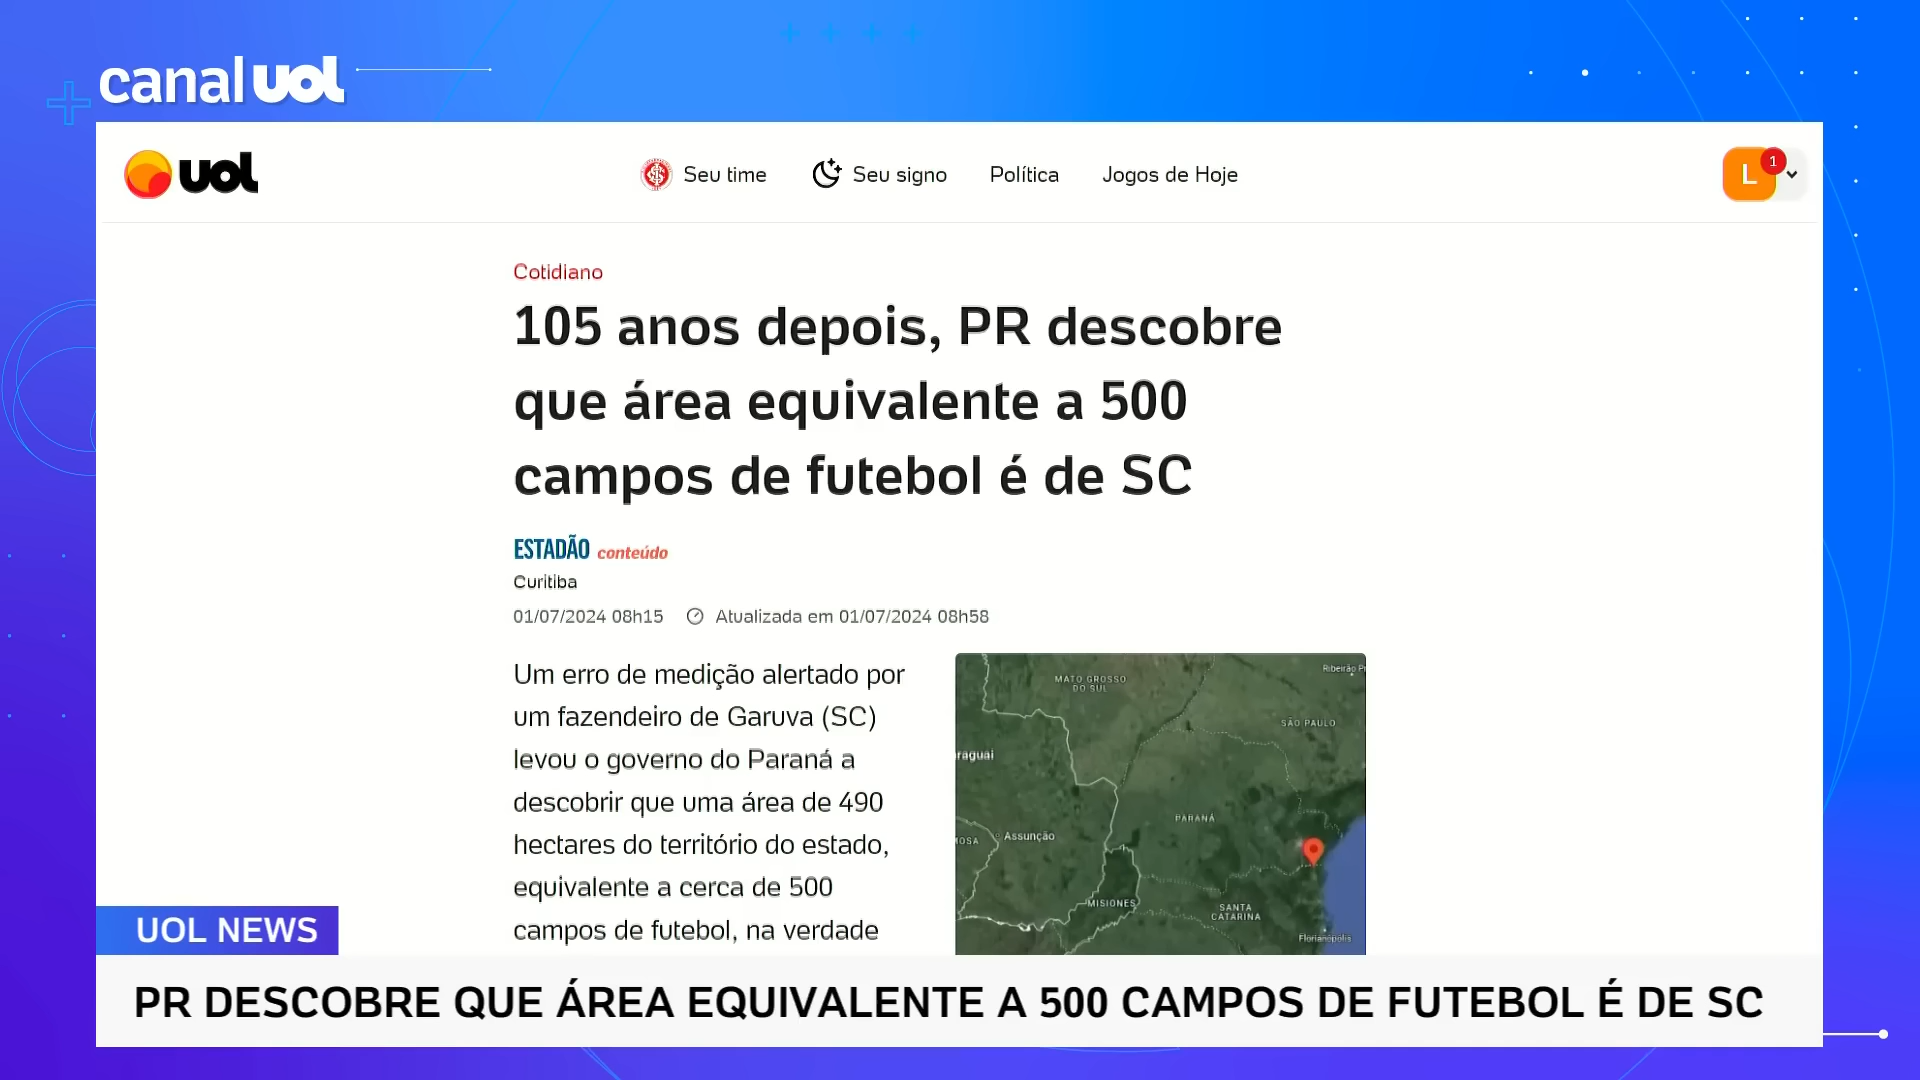 canal uol
uol
Seu time
Seu signo
Política
Jogos de Hoje
L
1
Cotidiano
105 anos depois, PR descobre
que área equivalente a 500
campos de futebol é de SC
ESTADÃO conteúdo
Curitiba
01/07/2024 08h15
Atualizada em 01/07/2024 08h58
Um erro de medição alertado por
um fazendeiro de Garuva (SC)
levou o governo do Paraná a
descobrir que uma área de 490
hectares do território do estado,
equivalente a cerca de 500
campos de futebol, na verdade
Ribeirão P
MATO GROSSO
DO SUL
SÃO PAULO
raguai
PARANÁ
Assunção
MOSA
MISIONES
SANTA
CATARINA
Florianópolis
UOL NEWS
PR DESCOBRE QUE ÁREA EQUIVALENTE A 500 CAMPOS DE FUTEBOL É DE SC